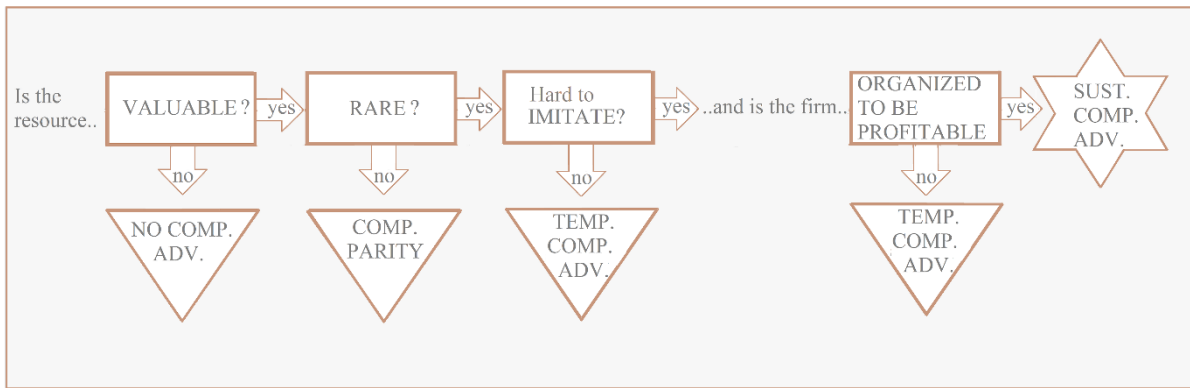 Is the
resource..
VALUABLE ?
yes
RARE ?
yes
Hard to
IMITATE?
yes
..and is the firm..
ORGANIZED
TO BE
PROFITABLE
yes
SUST.
COMP.
ADV.
no
no
no
no
NO COMP.
ADV.
COMP.
PARITY
TEMP.
COMP.
ADV.
TEMP.
COMP.
ADV.